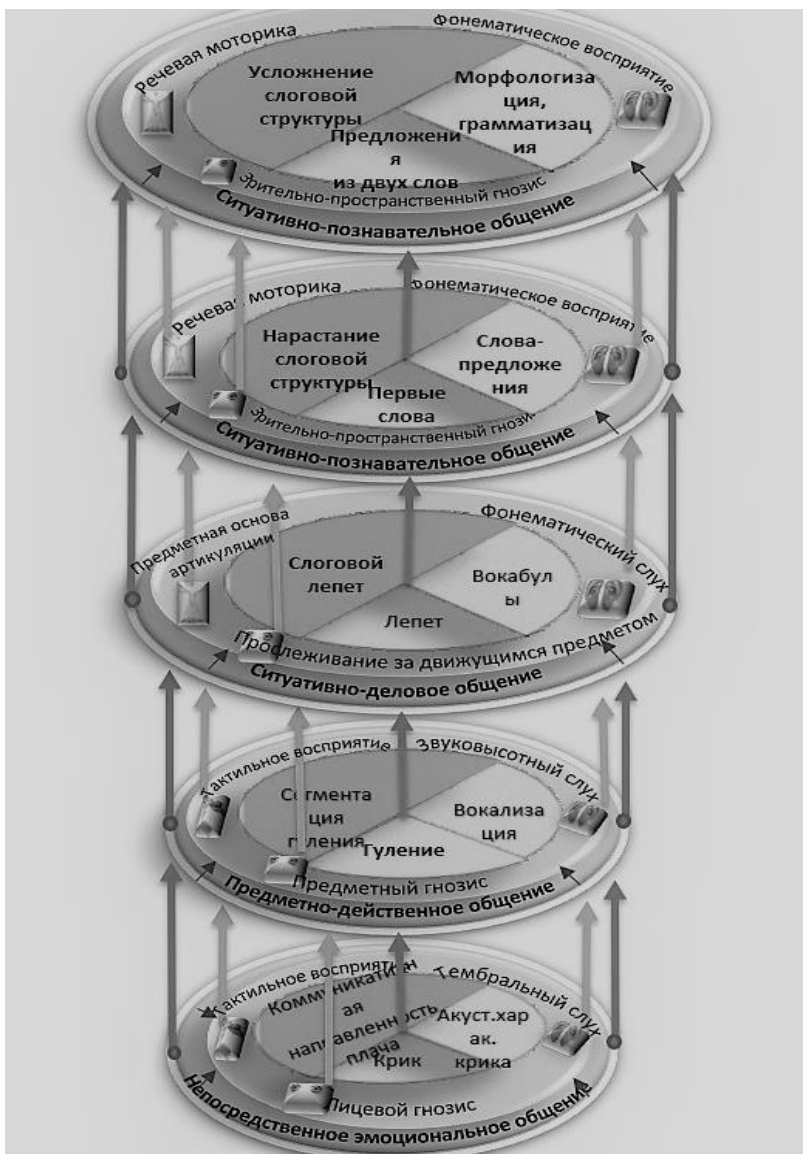 Речевая моторика
Фонематическое восприятие
Усложнение
слоговой
структуры
Морфологиза
ция,
грамматизац
ия
Предложени
я
из двух слов
Зрительно-пространственный гнозис
Ситуативно-познавательное общение
Речевая моторика
Фонематическое восприятие
Нарастание
слоговой
структуры
Слова-
предложе
ния
Первые
слова
Зрительно-пространственный гнозис
Ситуативно-познавательное общение
Предметная основа
артикуляции
Фонематический слух
Слоговой
лепет
Вокабул
ы
Лепет
Прослеживание за движущимся предметом
Ситуативно-деловое общение
Тактильное восприятие
Звуковысотный слух
Сегмента
ция
гуления
Вокализа
ция
Гуление
Предметный гнозис
Предметно-действенное общение
Тактильное восприятие
Тембральный слух
Коммуникативн
ая
направленность
плача
Акуст.хар
ак.
крика
Крик
Лицевой гнозис
Непосредственное эмоциональное общение